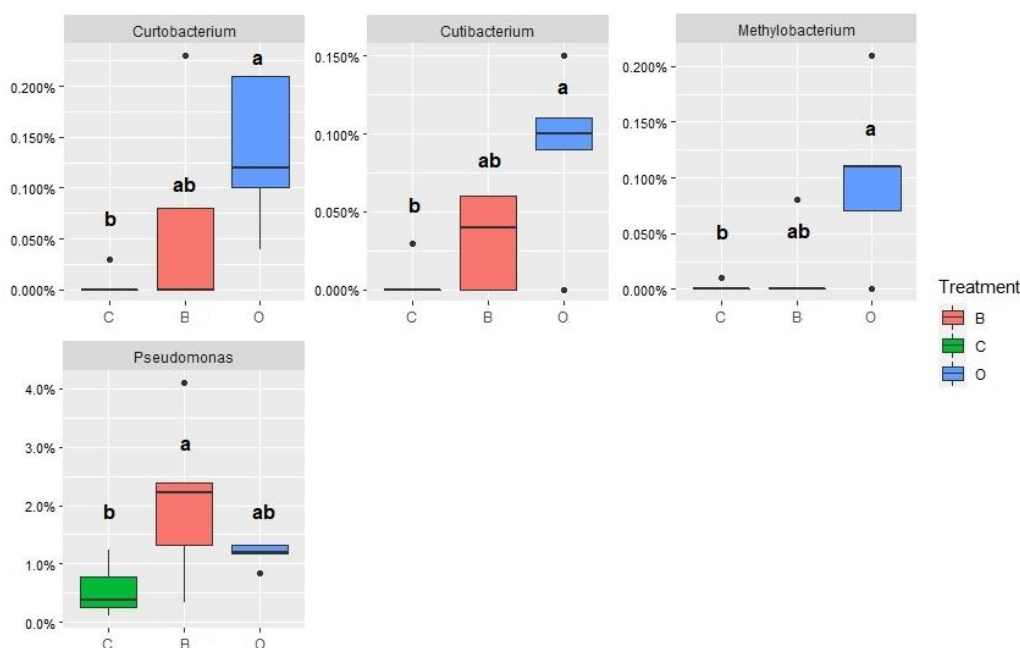 Curtobacterium
0.200%
0.150%
0.100%
0.050%
0.000%
a
ab
b
C B O
Cutibacterium
0.150%
0.100%
0.050%
0.000%
a
ab
b
C B O
Methylobacterium
0.200%
0.150%
0.100%
0.050%
0.000%
a
b ab
C B O
Treatment
B
C
O
Pseudomonas
4.0%
3.0%
2.0%
1.0%
0.0%
a
b ab
C B O